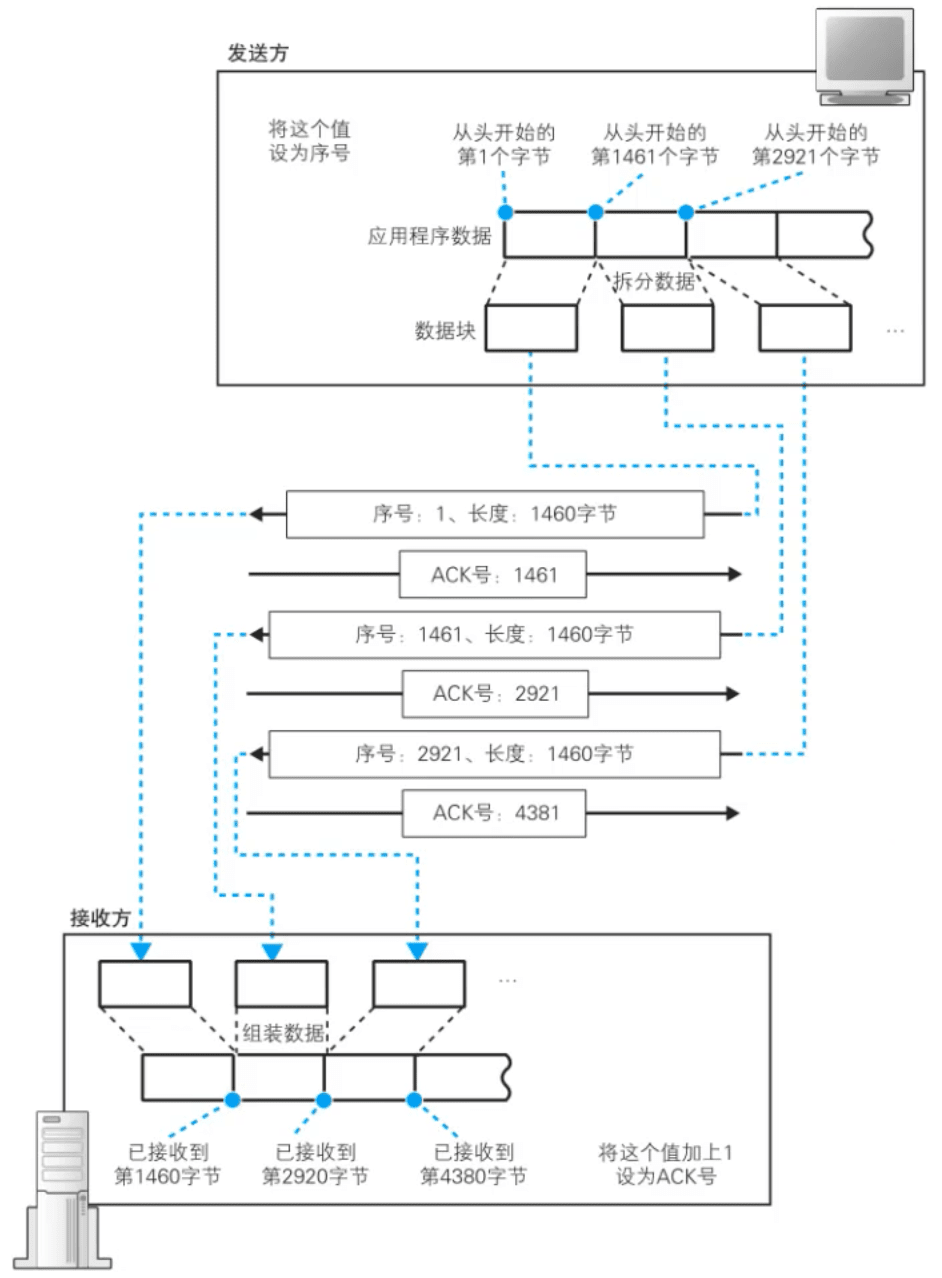 发送方
将这个值
设为序号
从头开始的
第1个字节
从头开始的
第1461个字节
从头开始的
第2921个字节
应用程序数据
拆分数据
数据块
…
序号：1、长度：1460字节
ACK号：1461
序号：1461、长度：1460字节
ACK号：2921
序号：2921、长度：1460字节
ACK号：4381
接收方
…
组装数据
已接收到
第1460字节
已接收到
第2920字节
已接收到
第4380字节
将这个值加上1
设为ACK号